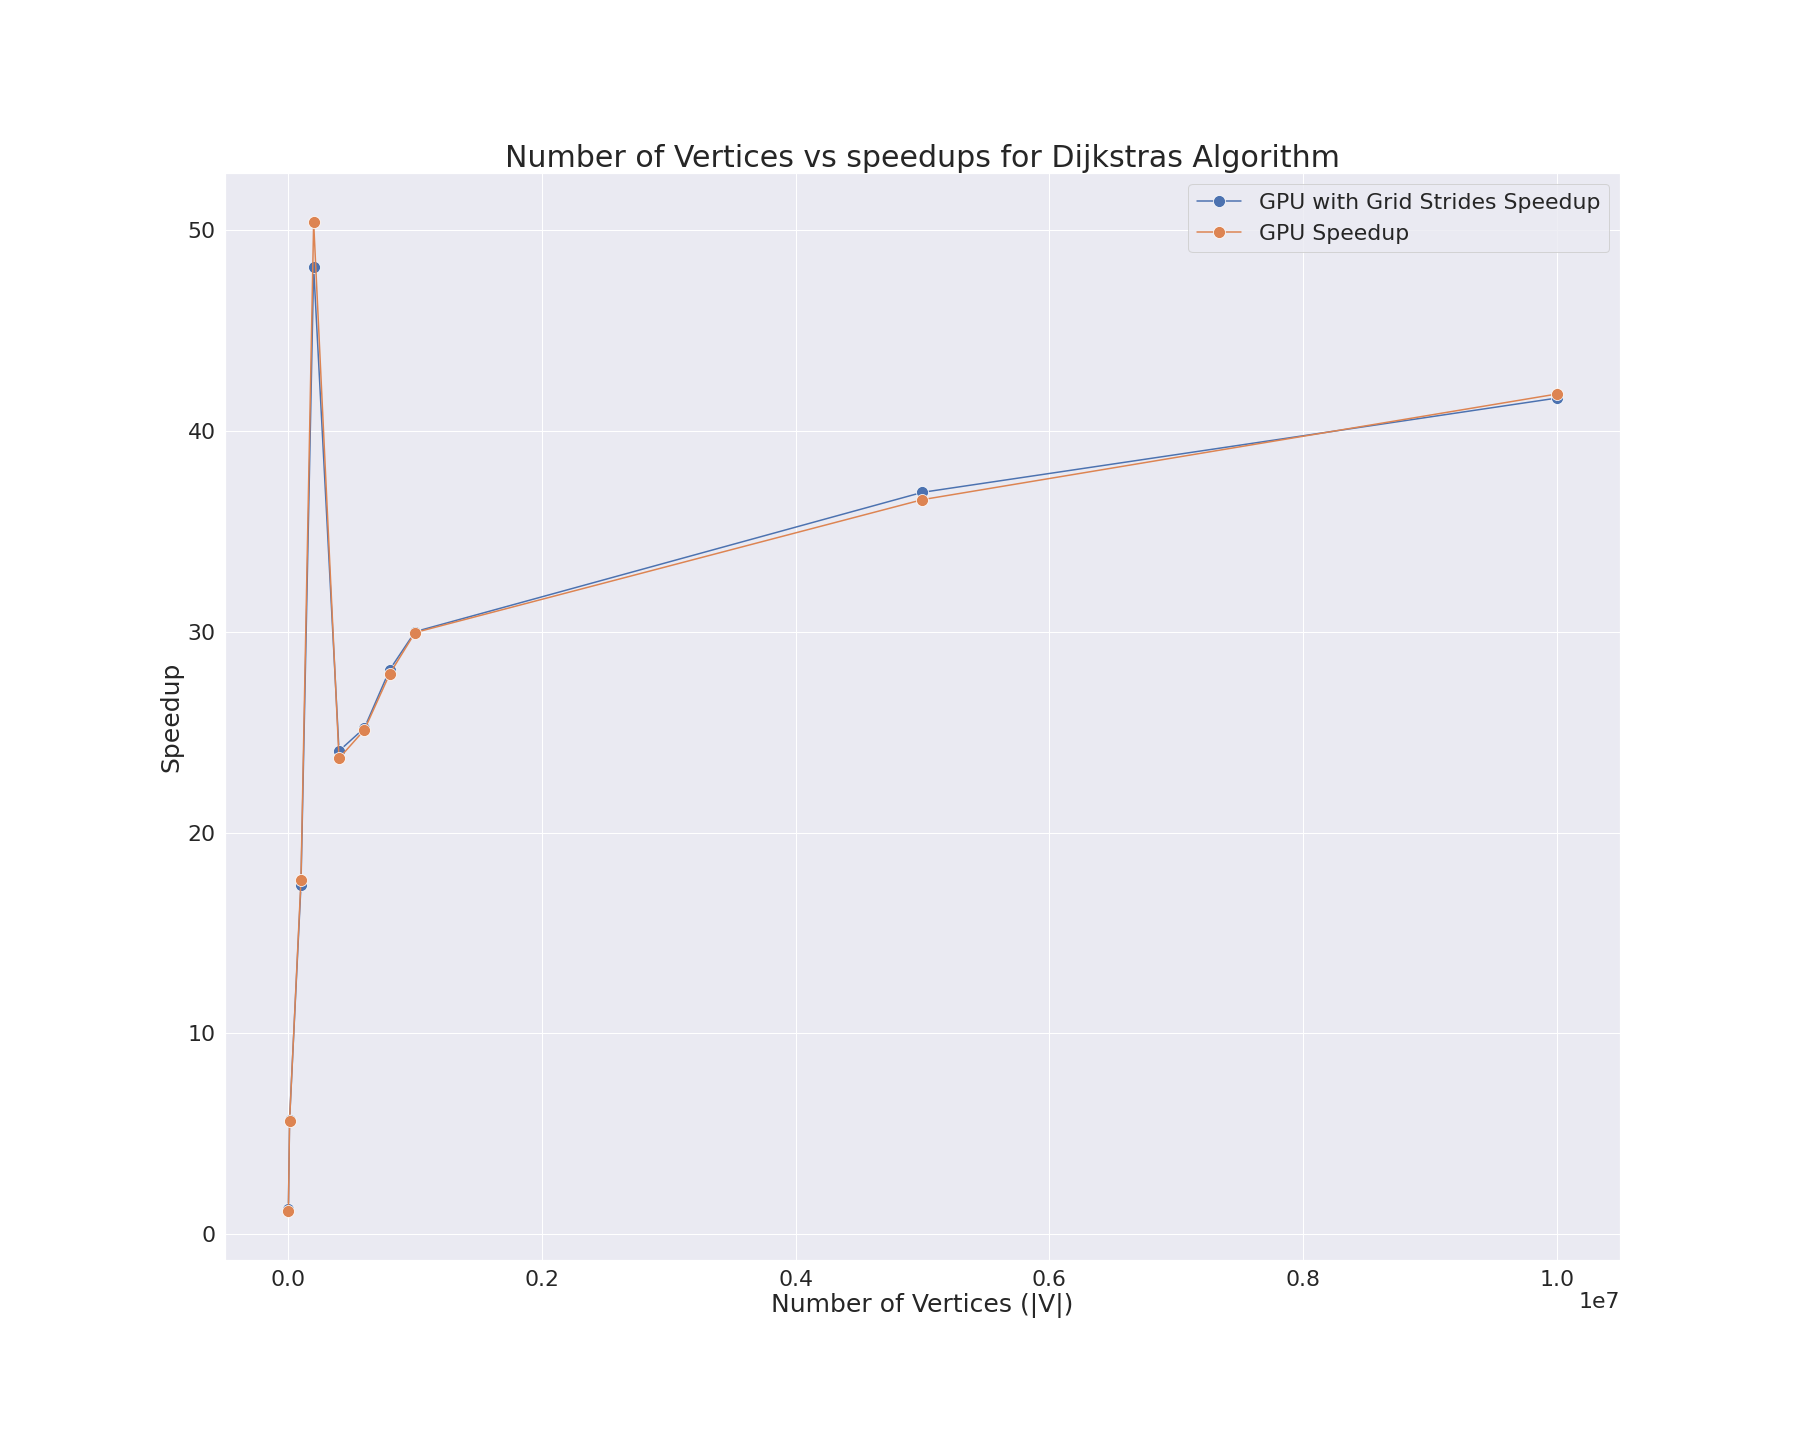 Number of Vertices vs speedups for Dijkstras Algorithm
GPU with Grid Strides Speedup
GPU Speedup
50
40
30
20
10
0
Speedup
0.0 0.2 0.4 0.6 0.8 1.0
1e7
Number of Vertices (|V|)